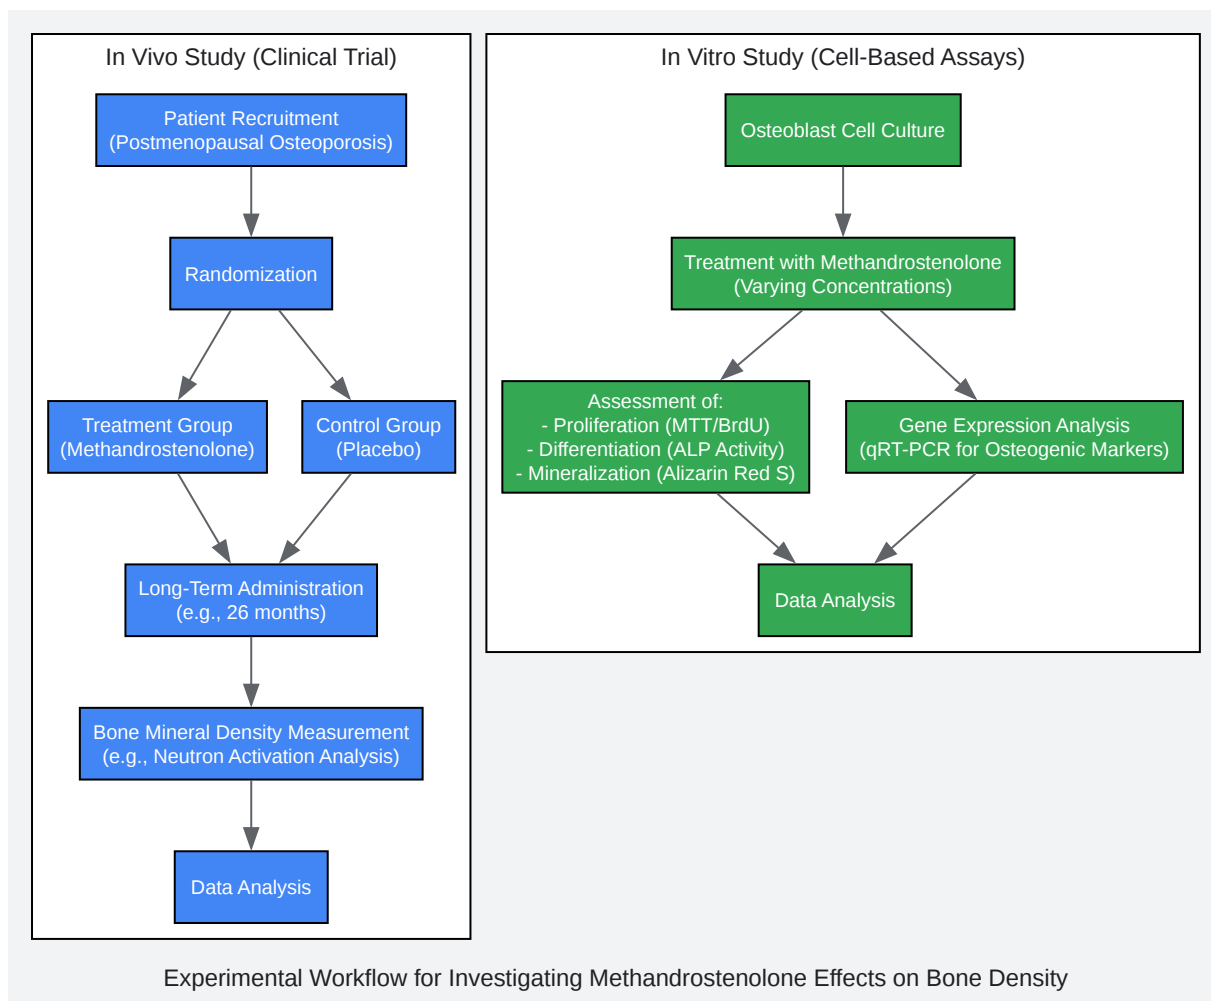 In Vivo Study (Clinical Trial)
Patient Recruitment
(Postmenopausal Osteoporosis)
Randomization
Treatment Group
(Methandrostenolone)
Control Group
(Placebo)
Long-Term Administration
(e.g., 26 months)
Bone Mineral Density Measurement
(e.g., Neutron Activation Analysis)
Data Analysis
In Vitro Study (Cell-Based Assays)
Osteoblast Cell Culture
Treatment with Methandrostenolone
(Varying Concentrations)
Assessment of:
- Proliferation (MTT/BrdU)
- Differentiation (ALP Activity)
- Mineralization (Alizarin Red S)
Gene Expression Analysis
(qRT-PCR for Osteogenic Markers)
Data Analysis
Experimental Workflow for Investigating Methandrostenolone Effects on Bone Density